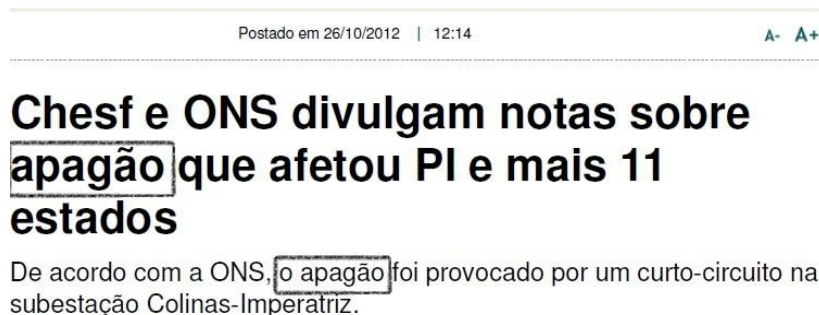 Postado em 26/10/2012 | 12:14 A- A+
Chesf e ONS divulgam notas sobre
apagão que afetou PI e mais 11
estados
De acordo com a ONS, o apagão foi provocado por um curto-circuito na
subestação Colinas-Imperatriz.